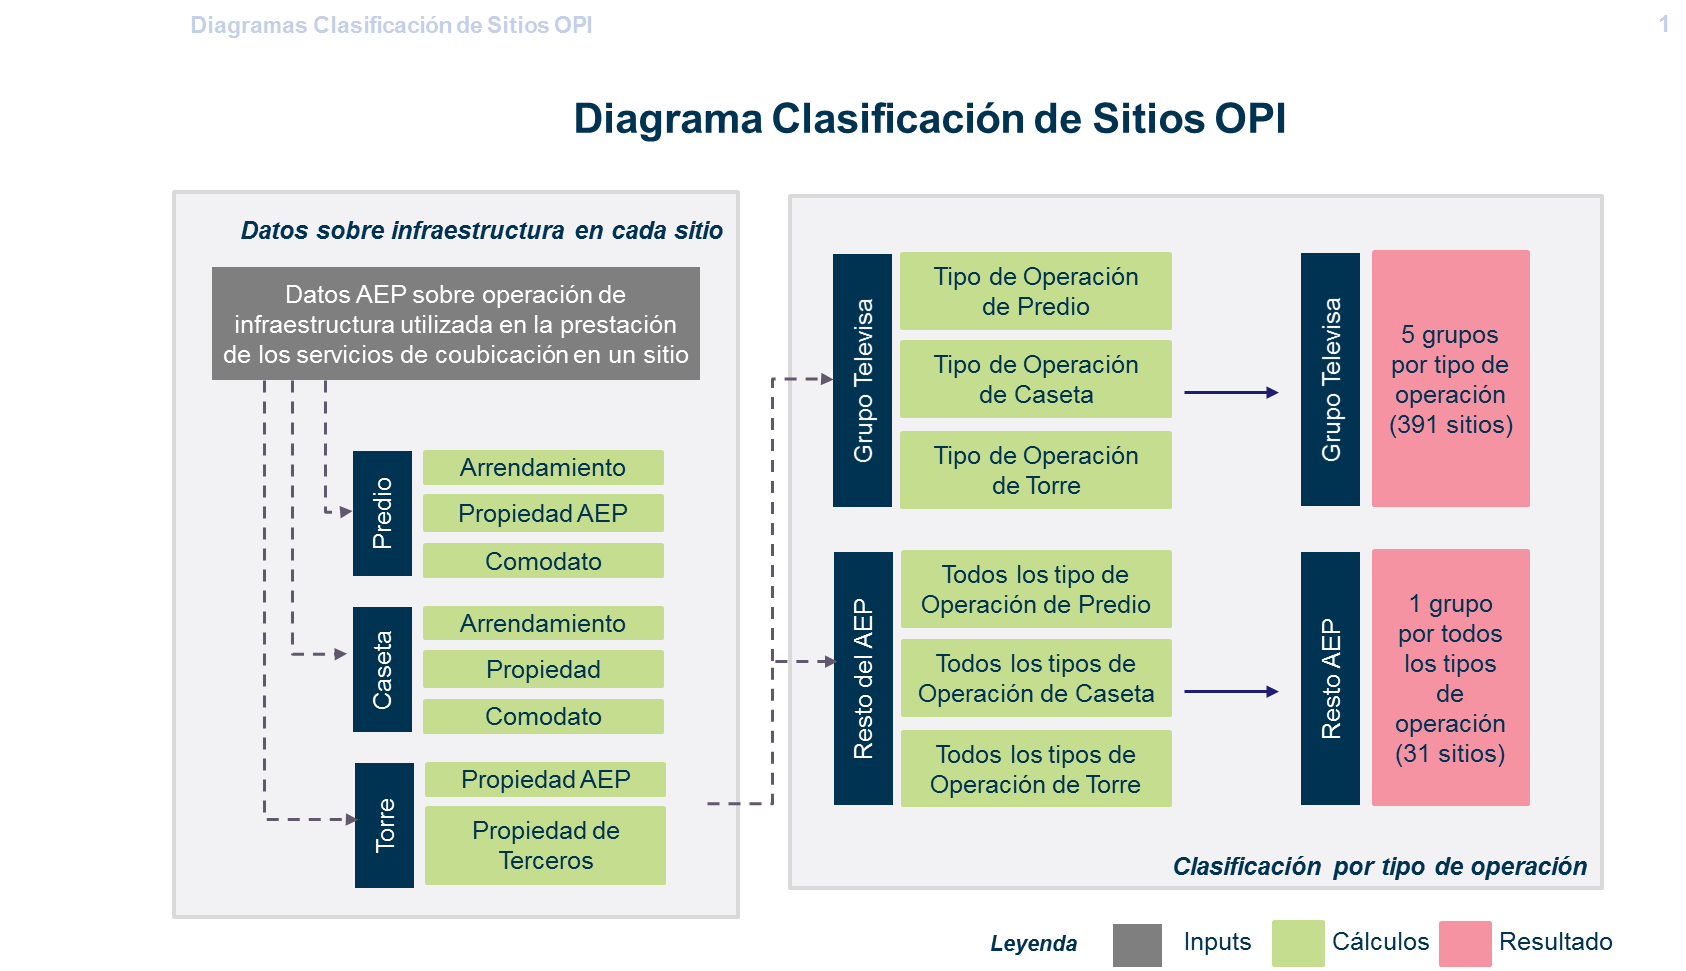 Diagramas Clasificación de Sitios OPI
1
Diagrama Clasificación de Sitios OPI
Datos sobre infraestructura en cada sitio
Datos AEP sobre operación de
infraestructura utilizada en la prestación
de los servicios de coubicación en un sitio
Predio
Arrendamiento
Propiedad AEP
Comodato
Caseta
Arrendamiento
Propiedad
Comodato
Torre
Propiedad AEP
Propiedad de
Terceros
Grupo Televisa
Tipo de Operación
de Predio
Tipo de Operación
de Caseta
Tipo de Operación
de Torre
Grupo Televisa
5 grupos
por tipo de
operación
(391 sitios)
Resto del AEP
Todos los tipo de
Operación de Predio
Todos los tipos de
Operación de Caseta
Todos los tipos de
Operación de Torre
Resto AEP
1 grupo
por todos
los tipos
de
operación
(31 sitios)
Clasificación por tipo de operación
Leyenda
Inputs
Cálculos
Resultado